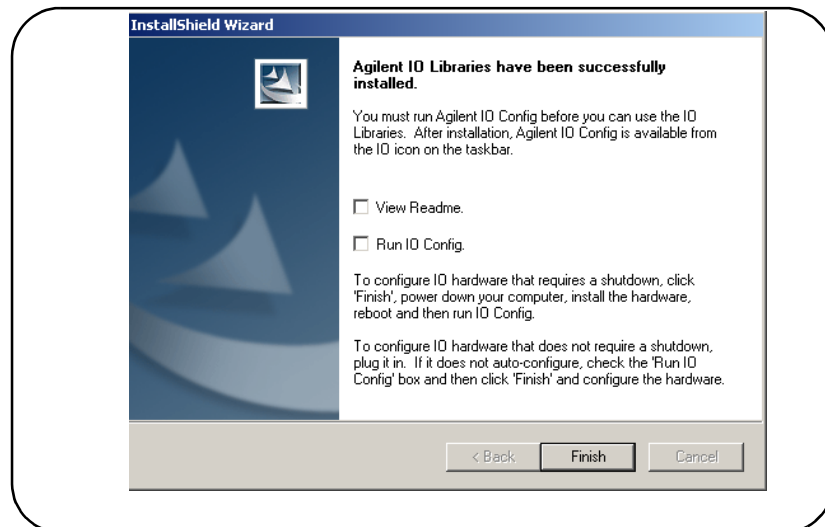 InstallShield Wizard
Agilent IO Libraries have been successfully
installed.
You must run Agilent IO Config before you can use the IO
Libraries. After installation, Agilent IO Config is available from
the IO icon on the taskbar.
View Readme.
Run IO Config.
To configure IO hardware that requires a shutdown, click
'Finish', power down your computer, install the hardware,
reboot and then run IO Config.
To configure IO hardware that does not require a shutdown,
plug it in. If it does not auto-configure, check the 'Run IO
Config' box and then click 'Finish' and configure the hardware.
< Back
Finish
Cancel